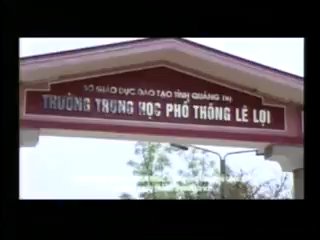 SỞ GIÁO DỤC ĐÀO TẠO TỈNH QUẢNG TRỊ
TRƯỜNG TRUNG HỌC PHỔ THÔNG LÊ LỢI